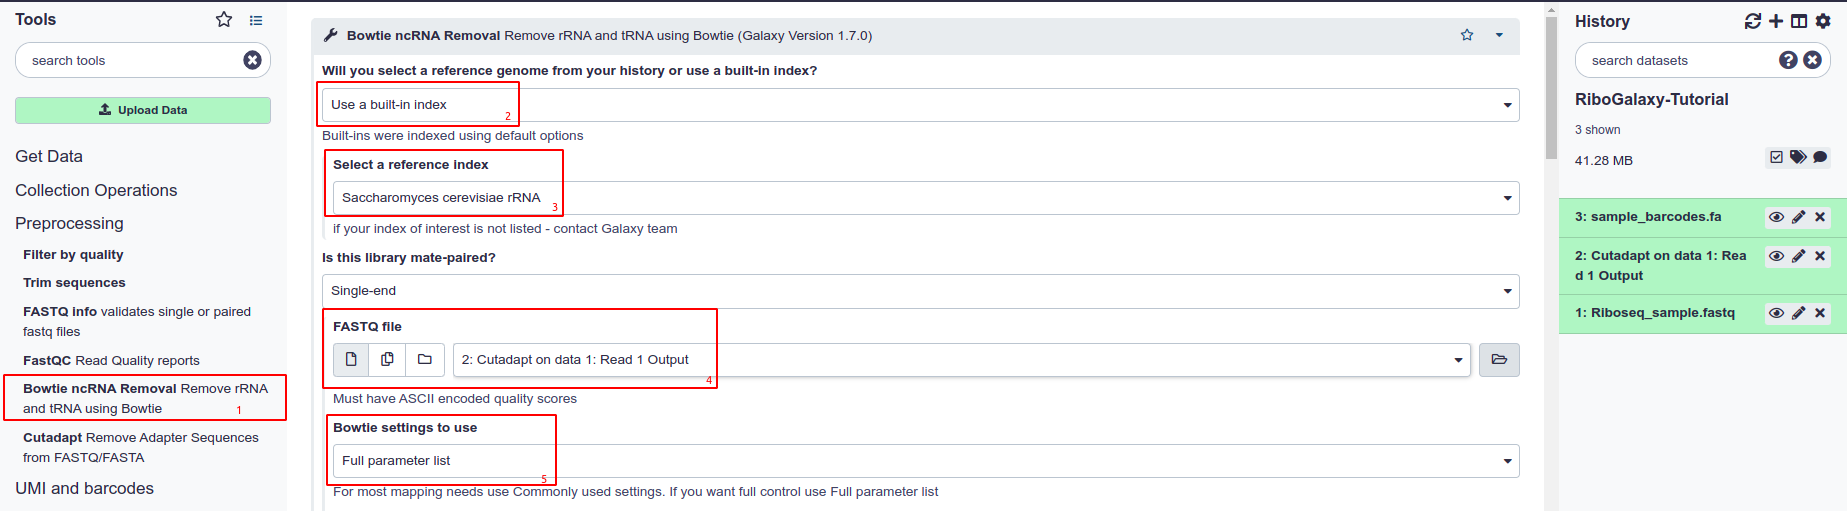 Tools
search tools
Upload Data
Get Data
Collection Operations
Preprocessing
Filter by quality
Trim sequences
FASTQ info validates single or paired
fastq files
FastQC Read Quality reports
Bowtie ncRNA Removal Remove rRNA
and tRNA using Bowtie
1
Cutadapt Remove Adapter Sequences
from FASTQ/FASTA
UMI and barcodes
Bowtie ncRNA Removal Remove rRNA and tRNA using Bowtie (Galaxy Version 1.7.0)
Will you select a reference genome from your history or use a built-in index?
Use a built-in index
2
Built-ins were indexed using default options
Select a reference index
Saccharomyces cerevisiae rRNA
3
if your index of interest is not listed - contact Galaxy team
Is this library mate-paired?
Single-end
FASTQ file
2: Cutadapt on data 1: Read 1 Output
4
Must have ASCII encoded quality scores
Bowtie settings to use
Full parameter list
5
For most mapping needs use Commonly used settings. If you want full control use Full parameter list
History
search datasets
RiboGalaxy-Tutorial
3 shown
41.28 MB
3: sample_barcodes.fa
2: Cutadapt on data 1: Rea
d 1 Output
1: Riboseq_sample.fastq